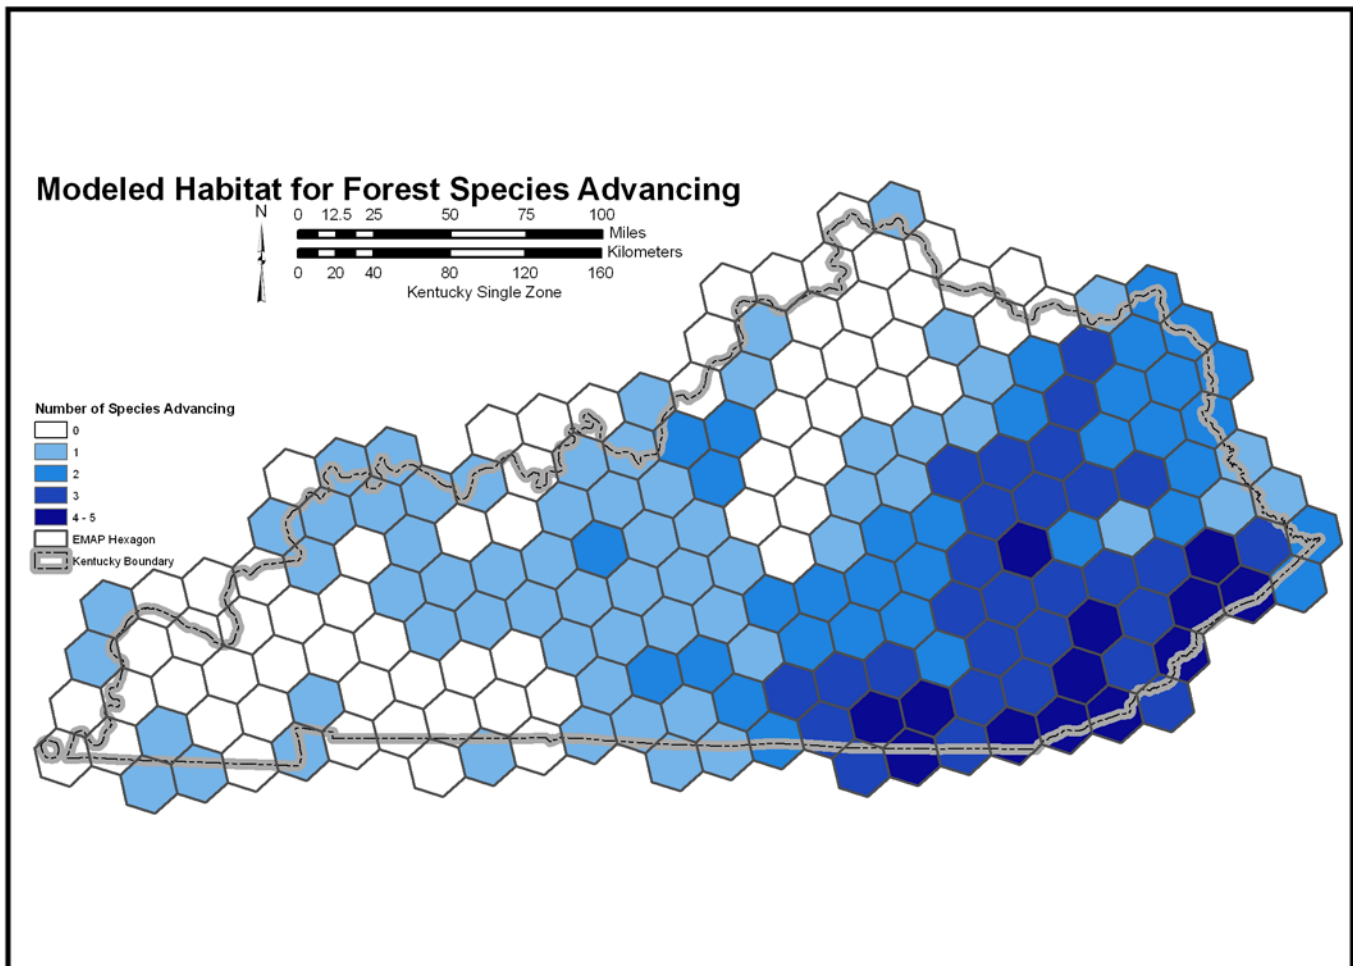 Modeled Habitat for Forest Species Advancing
N
0 12.5 25 50 75 100
Miles
Kilometers
0 20 40 80 120 160
Kentucky Single Zone
Number of Species Advancing
0
1
2
3
4 - 5
EMAP Hexagon
Kentucky Boundary